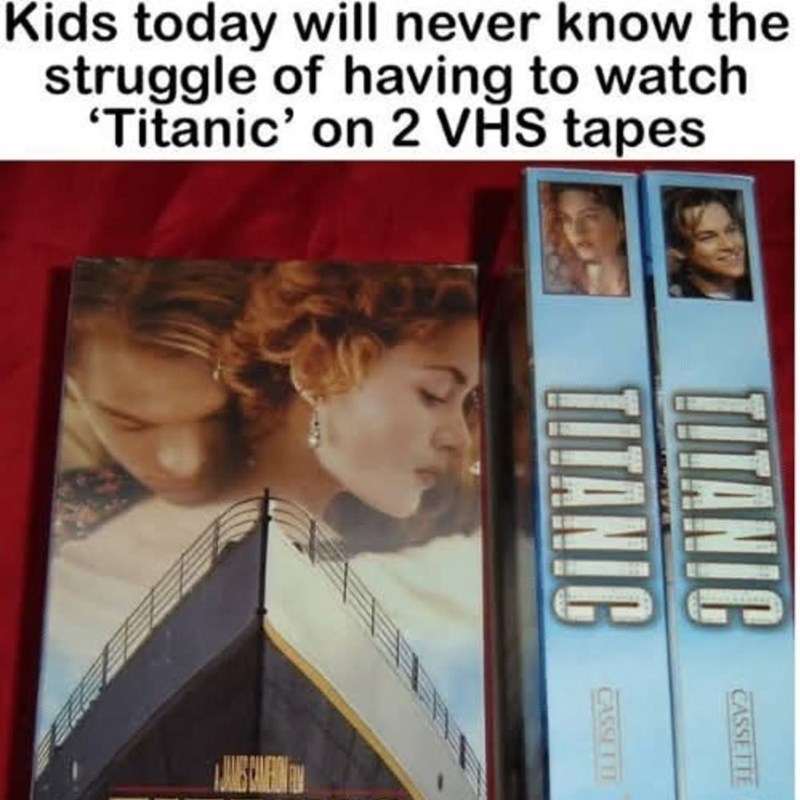 Kids today will never know the
struggle of having to watch
‘Titanic’ on 2 VHS tapes
TITANIC
CASSETTE
TITANIC
CASSETTE
A JAMES CAMERON FILM